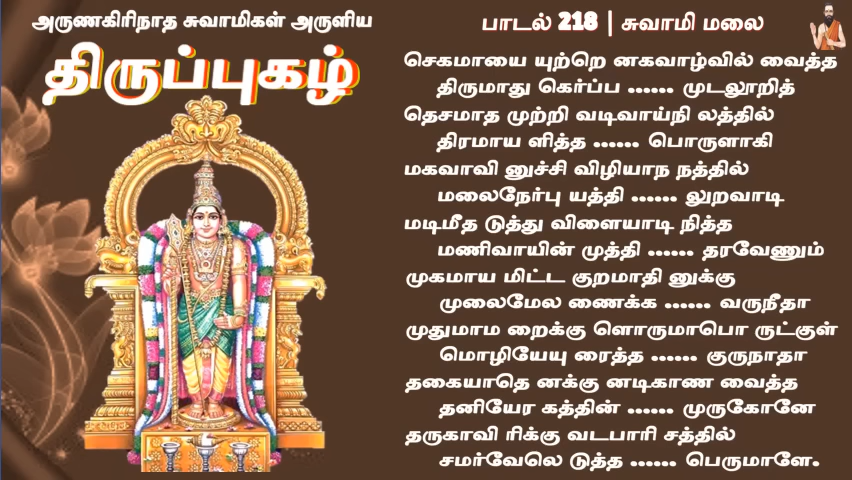 அருணகிரிநாத சுவாமிகள் அருளிய
திருப்புகழ்
பாடல் 218 | சுவாமி மலை
செகமாயை யுற்றெ னகவாழ்வில் வைத்த
திருமாது கெர்ப்ப ...... முடலூறித்
தெசமாத முற்றி வடிவாய்நி லத்தில்
திரமாய ளித்த ...... பொருளாகி
மகவாவி னுச்சி விழியாந நத்தில்
மலைநேர்பு யத்தி ...... லுறவாடி
மடிமீத டுத்து விளையாடி நித்த
மணிவாயின் முத்தி ...... தரவேணும்
முகமாய மிட்ட குறமாதி னுக்கு
முலைமேல ணைக்க ...... வருநீதா
முதுமாம றைக்கு ளொருமாபொ ருட்குள்
மொழியேயு ரைத்த ...... குருநாதா
தகையாதெ னக்கு னடிகாண வைத்த
தனியேர கத்தின் ...... முருகோனே
தருகாவி ரிக்கு வடபாரி சத்தில்
சமர்வேலெ டுத்த ...... பெருமாளே.